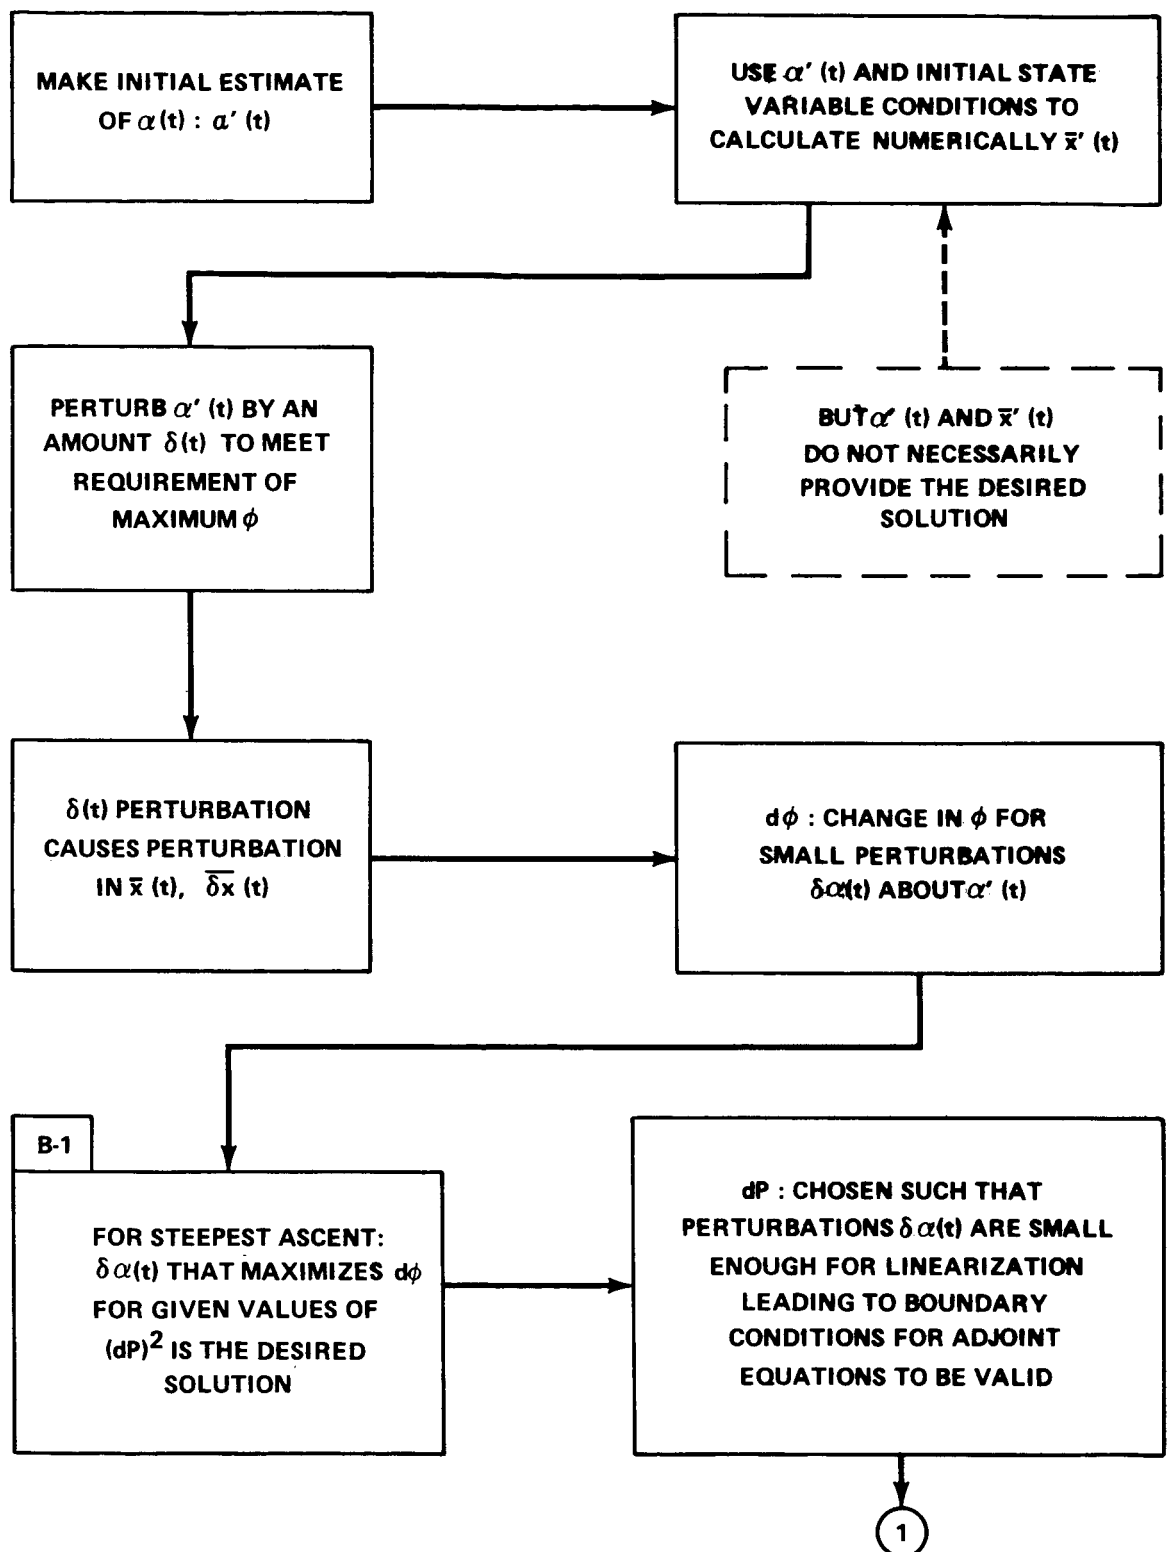 MAKE INITIAL ESTIMATE
OF α(t) : a′ (t)
USE α′ (t) AND INITIAL STATE
VARIABLE CONDITIONS TO
CALCULATE NUMERICALLY x̄′ (t)
PERTURB α′ (t) BY AN
AMOUNT δ(t) TO MEET
REQUIREMENT OF
MAXIMUM ϕ
BUT α′ (t) AND x̄′ (t)
DO NOT NECESSARILY
PROVIDE THE DESIRED
SOLUTION
δ(t) PERTURBATION
CAUSES PERTURBATION
IN x̄ (t), δ̅x̅ (t)
dϕ : CHANGE IN ϕ FOR
SMALL PERTURBATIONS
δα(t) ABOUT α′ (t)
B-1
FOR STEEPEST ASCENT:
δα(t) THAT MAXIMIZES dϕ
FOR GIVEN VALUES OF
(dP)² IS THE DESIRED
SOLUTION
dP : CHOSEN SUCH THAT
PERTURBATIONS δα(t) ARE SMALL
ENOUGH FOR LINEARIZATION
LEADING TO BOUNDARY
CONDITIONS FOR ADJOINT
EQUATIONS TO BE VALID
1